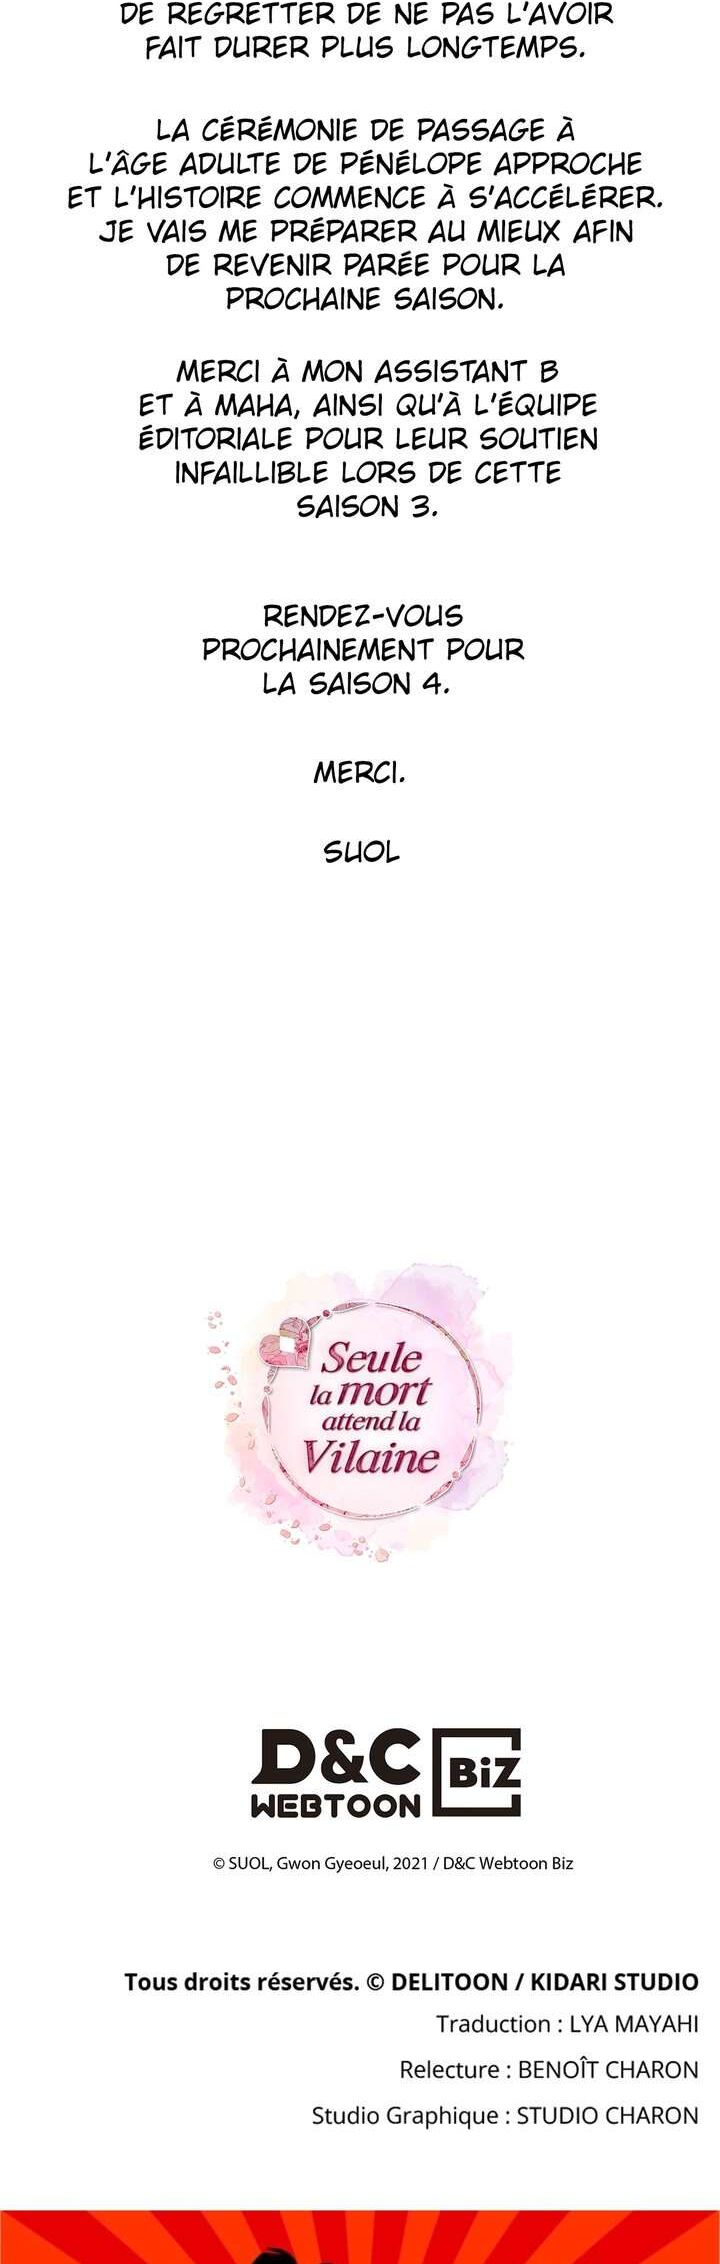 DE REGRETTER DE NE PAS L'AVOIR
FAIT DURER PLUS LONGTEMPS.
LA CÉRÉMONIE DE PASSAGE À
L'ÂGE ADULTE DE PÉNÉLOPE APPROCHE
ET L'HISTOIRE COMMENCE À S'ACCÉLÉRER.
JE VAIS ME PRÉPARER AU MIEUX AFIN
DE REVENIR PARÉE POUR LA
PROCHAINE SAISON.
MERCI À MON ASSISTANT B
ET À MAHA, AINSI QU'À L'ÉQUIPE
ÉDITORIALE POUR LEUR SOUTIEN
INFAILLIBLE LORS DE CETTE
SAISON 3.
RENDEZ-VOUS
PROCHAINEMENT POUR
LA SAISON 4.
MERCI.
SUOL
Seule
la mort
attend la
Vilaine
D&C
WEBTOON
BiZ
© SUOL, Gwon Gyeoeul, 2021 / D&C Webtoon Biz
Tous droits réservés. © DELITOON / KIDARI STUDIO
Traduction : LYA MAYAHI
Relecture : BENOÎT CHARON
Studio Graphique : STUDIO CHARON